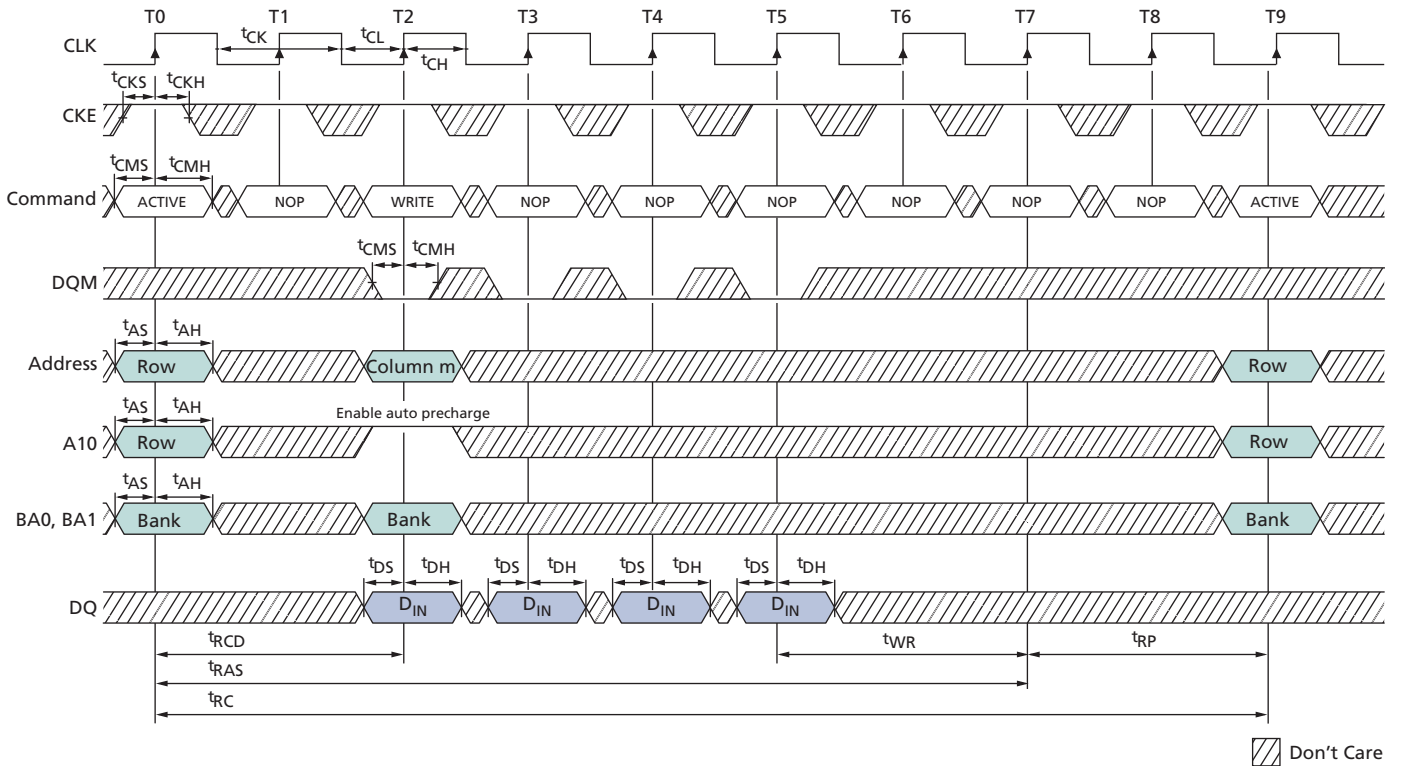 T0 T1 T2 T3 T4 T5 T6 T7 T8 T9
CLK
tCK tCL
tCH
tCKS tCKH
CKE
tCMS tCMH
Command ACTIVE NOP WRITE NOP NOP NOP NOP NOP NOP ACTIVE
tCMS tCMH
DQM
tAS tAH
Address Row Column m Row
tAS tAH Enable auto precharge
A10 Row Row
tAS tAH
BA0, BA1 Bank Bank Bank
tDS tDH tDS tDH tDS tDH tDS tDH
DQ DIN DIN DIN DIN
tRCD tWR tRP
tRAS
tRC
Don't Care